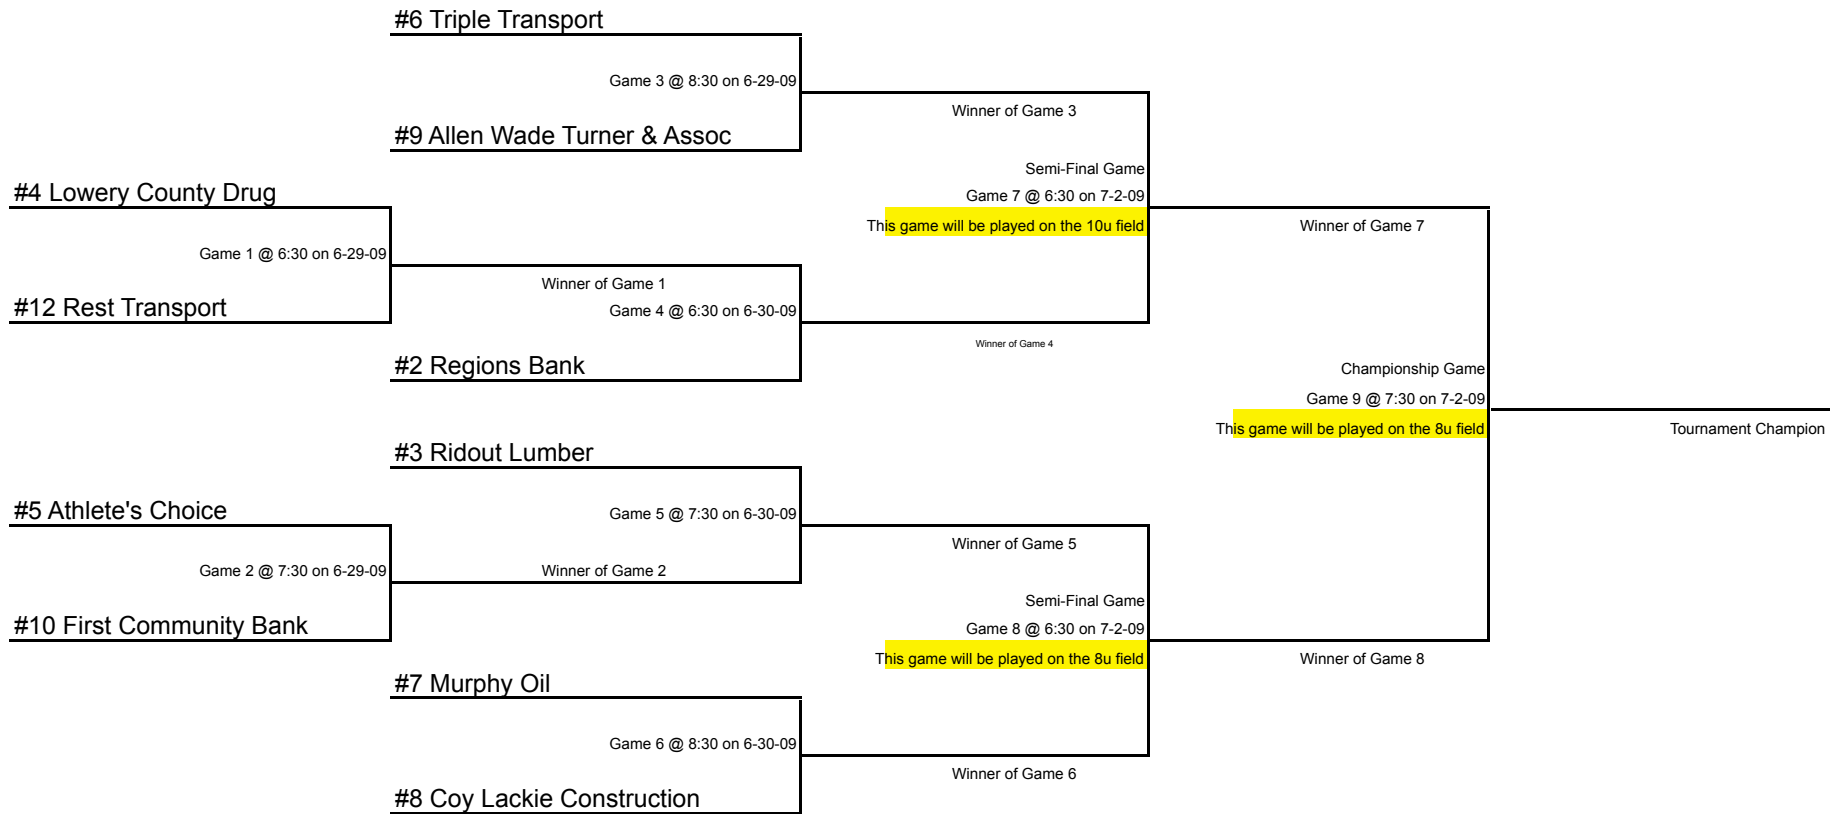 #6 Triple Transport
Game 3 @ 8:30 on 6-29-09
Winner of Game 3
#9 Allen Wade Turner & Assoc
Semi-Final Game
#4 Lowery County Drug
Game 7 @ 6:30 on 7-2-09
This game will be played on the 10u field
Winner of Game 7
Game 1 @ 6:30 on 6-29-09
Winner of Game 1
#12 Rest Transport
Game 4 @ 6:30 on 6-30-09
Winner of Game 4
#2 Regions Bank
Championship Game
Game 9 @ 7:30 on 7-2-09
This game will be played on the 8u field
Tournament Champion
#3 Ridout Lumber
#5 Athlete's Choice
Game 5 @ 7:30 on 6-30-09
Winner of Game 5
Game 2 @ 7:30 on 6-29-09
Winner of Game 2
Semi-Final Game
#10 First Community Bank
Game 8 @ 6:30 on 7-2-09
This game will be played on the 8u field
Winner of Game 8
#7 Murphy Oil
Game 6 @ 8:30 on 6-30-09
Winner of Game 6
#8 Coy Lackie Construction